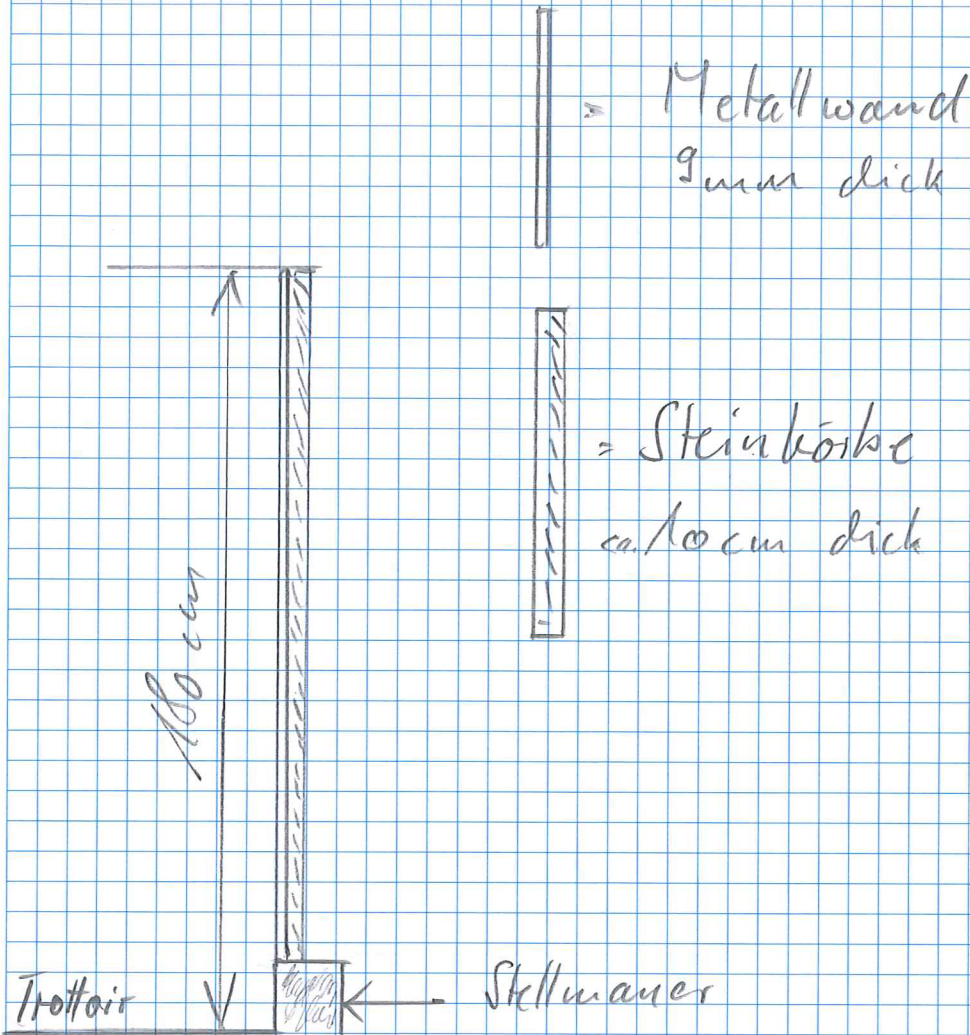 = Metallwand
9mm dick
= Steinkörbe
ca. 10 cm dick
180 cm
Trottoir
Stellmauer